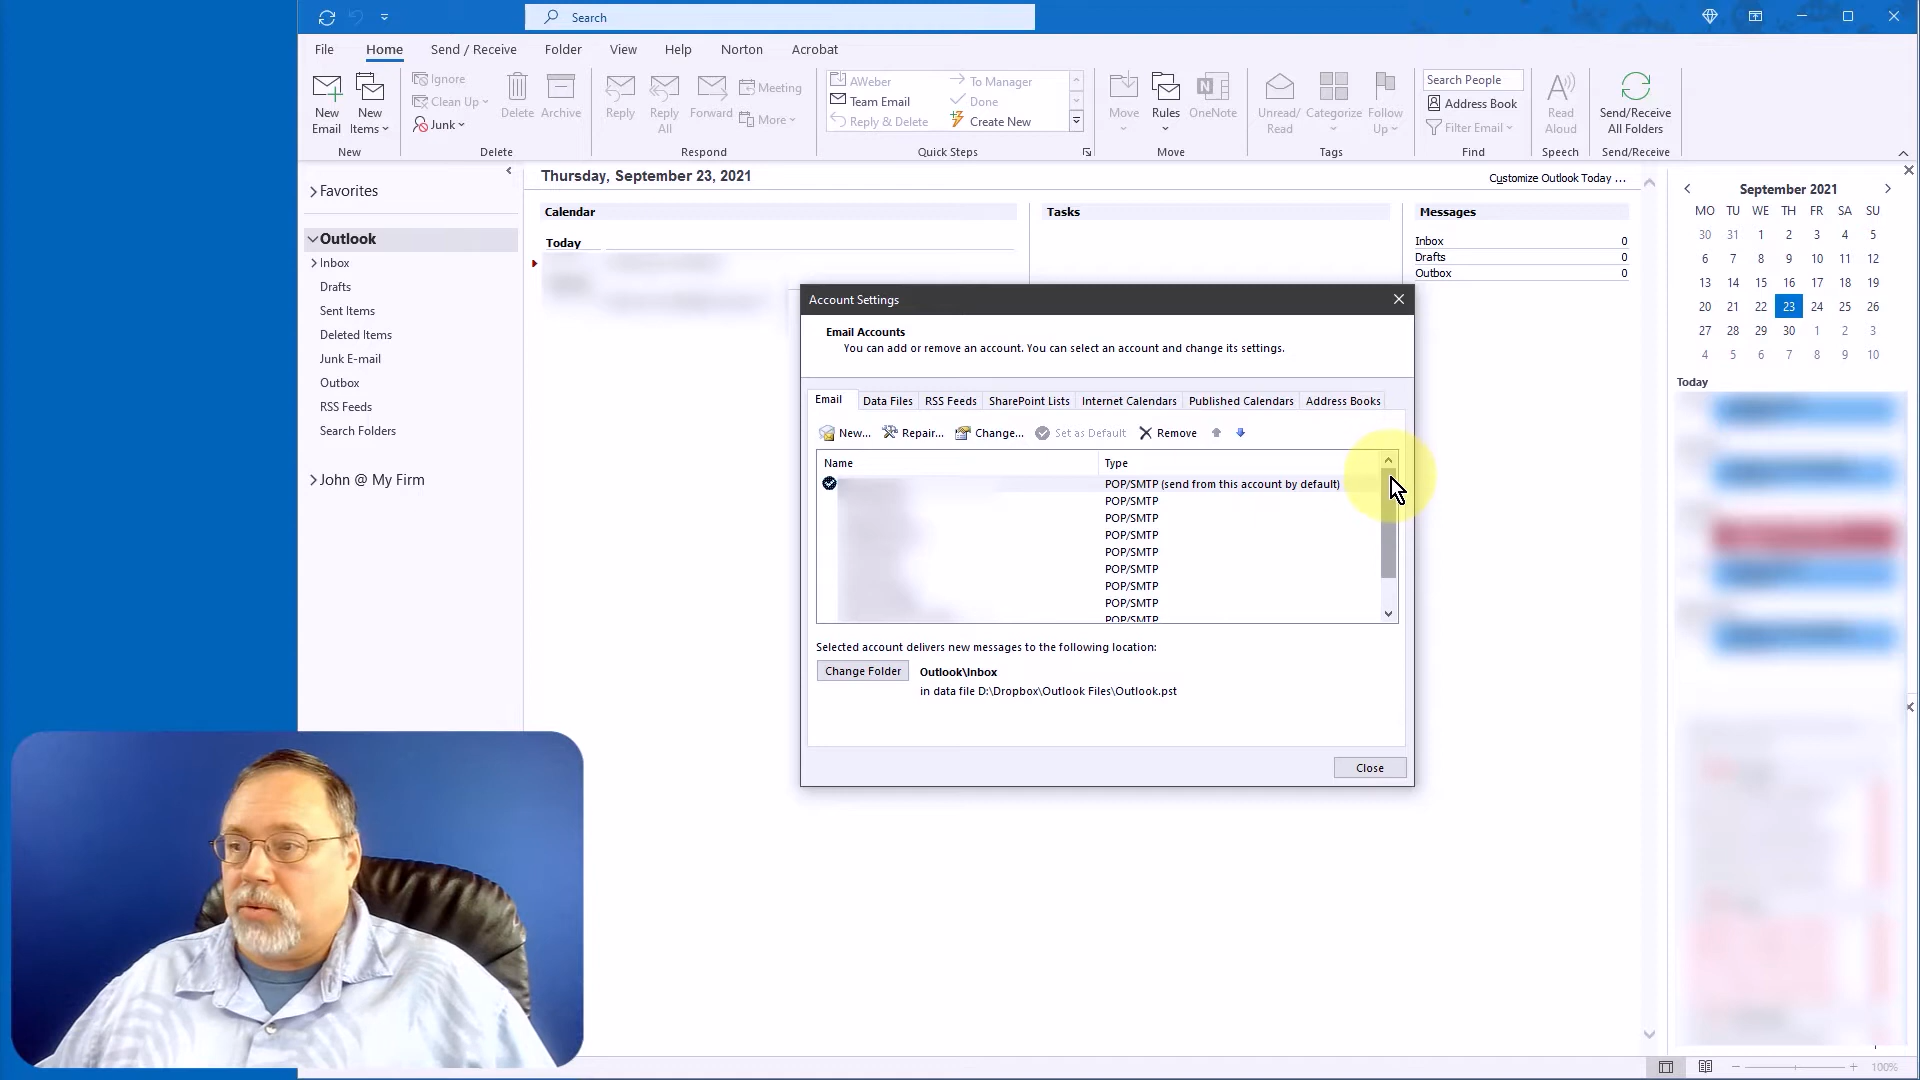 Search
File Home Send / Receive Folder View Help Norton Acrobat
New Email
New Items
Ignore
Clean Up
Junk
Delete
Archive
Reply
Reply All
Forward
Meeting
More
AWeber
Team Email
Reply & Delete
To Manager
Done
Create New
Move
Rules
OneNote
Unread/ Read
Categorize
Follow Up
Search People
Address Book
Filter Email
Read Aloud
Send/Receive All Folders
New Delete Respond Quick Steps Move Tags Find Speech Send/Receive
Favorites
Outlook
Inbox
Drafts
Sent Items
Deleted Items
Junk E-mail
Outbox
RSS Feeds
Search Folders
John @ My Firm
Thursday, September 23, 2021
Customize Outlook Today ...
Calendar
Today
Tasks
Messages
Inbox 0
Drafts 0
Outbox 0
Account Settings
Email Accounts
You can add or remove an account. You can select an account and change its settings.
Email Data Files RSS Feeds SharePoint Lists Internet Calendars Published Calendars Address Books
New... Repair... Change... Set as Default Remove
Name Type
POP/SMTP (send from this account by default)
POP/SMTP
POP/SMTP
POP/SMTP
POP/SMTP
POP/SMTP
POP/SMTP
POP/SMTP
POP/SMTP
Selected account delivers new messages to the following location:
Change Folder Outlook\Inbox
in data file D:\Dropbox\Outlook Files\Outlook.pst
Close
September 2021
MO TU WE TH FR SA SU
30 31 1 2 3 4 5
6 7 8 9 10 11 12
13 14 15 16 17 18 19
20 21 22 23 24 25 26
27 28 29 30 1 2 3
4 5 6 7 8 9 10
Today
100%